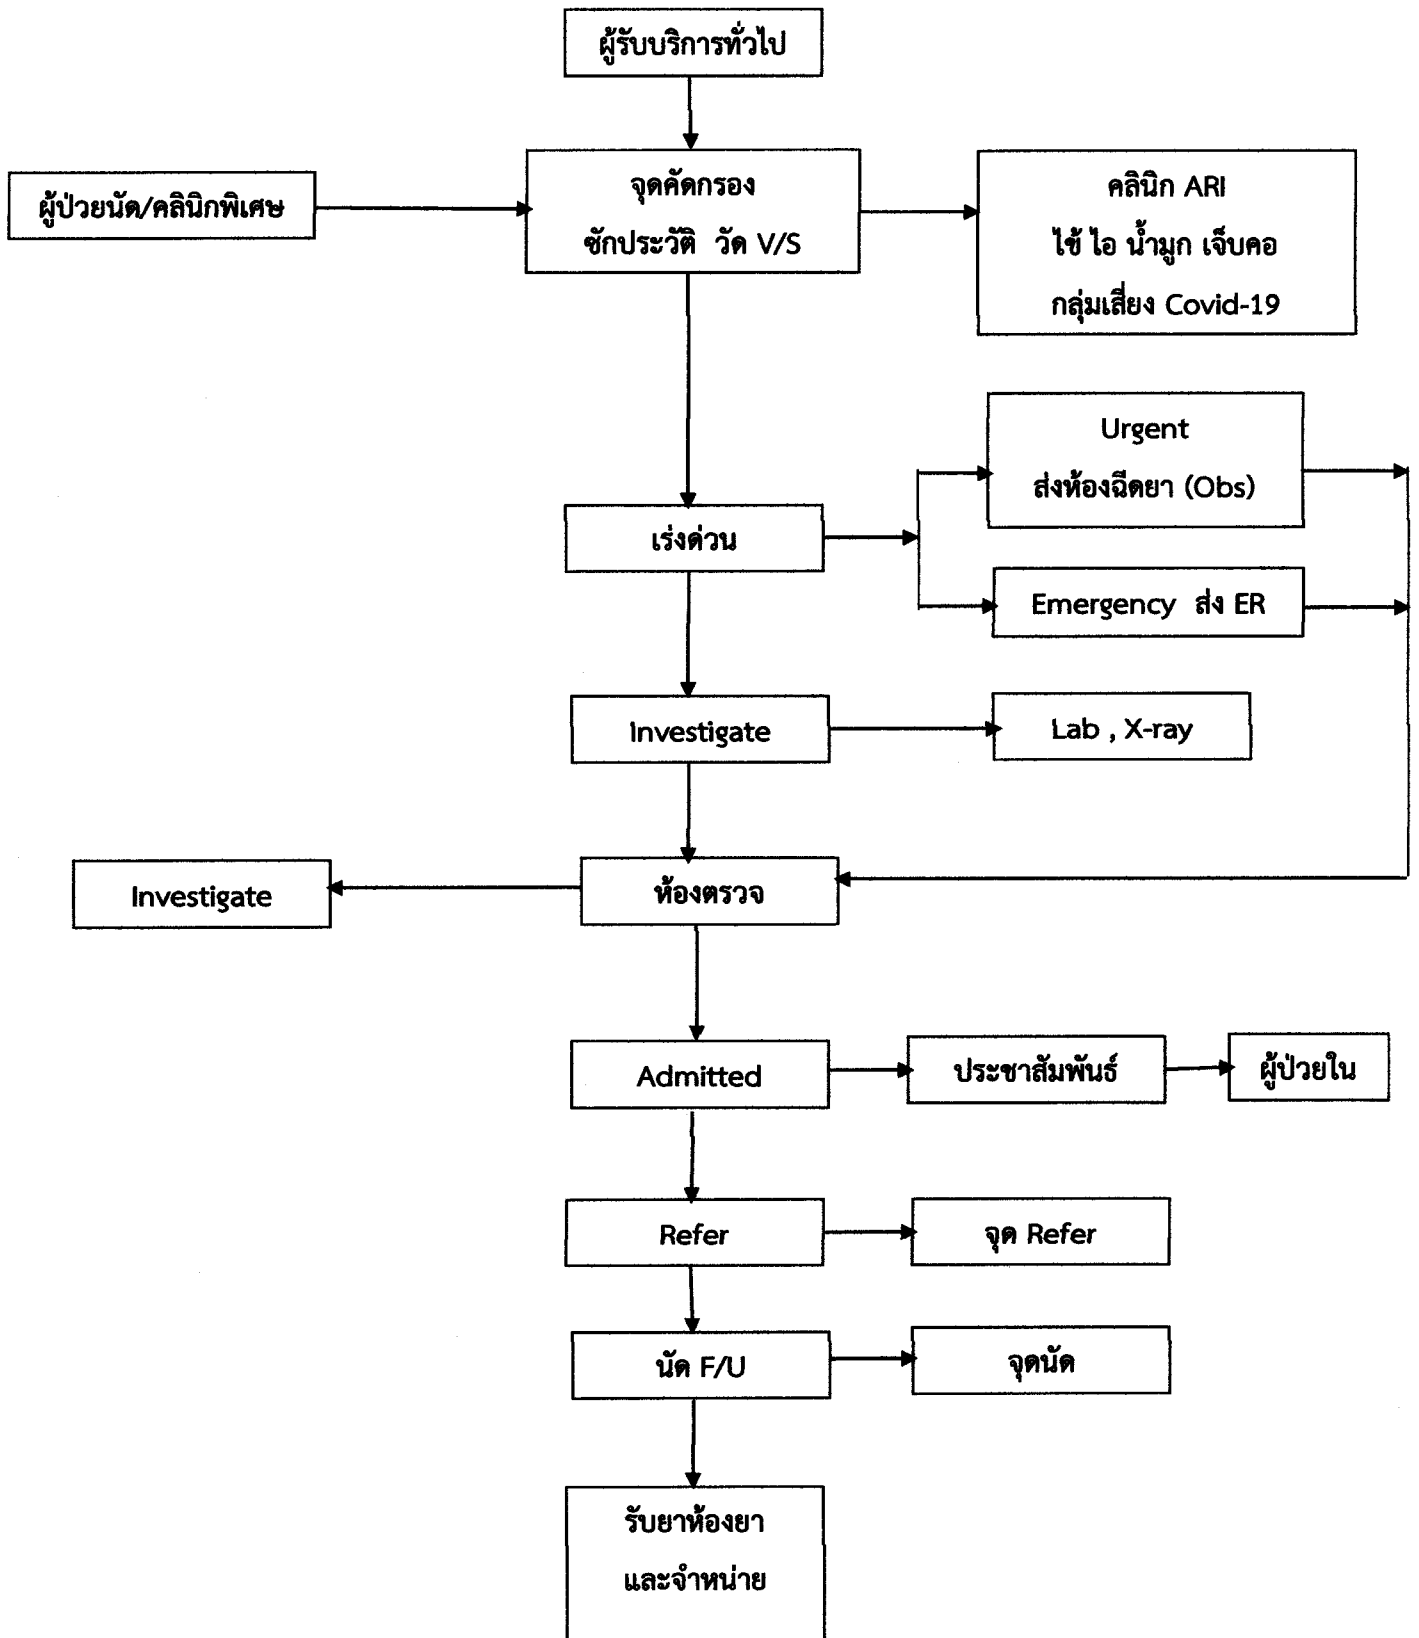 ผู้รับบริการทั่วไป
ผู้ป่วยนัด/คลินิกพิเศษ
จุดคัดกรอง
ซักประวัติ วัด V/S
คลินิก ARI
ไข้ ไอ น้ำมูก เจ็บคอ
กลุ่มเสี่ยง Covid-19
Urgent
ส่งห้องฉีดยา (Obs)
เร่งด่วน
Emergency ส่ง ER
Investigate
Lab , X-ray
Investigate
ห้องตรวจ
Admitted
ประชาสัมพันธ์
ผู้ป่วยใน
Refer
จุด Refer
นัด F/U
จุดนัด
รับยาห้องยา
และจำหน่าย